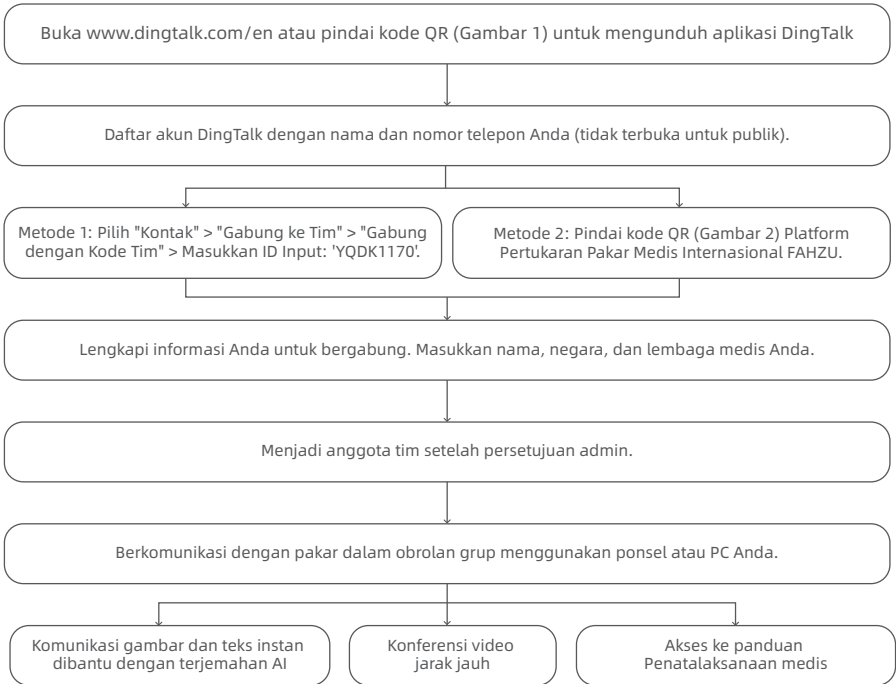 Buka www.dingtalk.com/en atau pindai kode QR (Gambar 1) untuk mengunduh aplikasi DingTalk
Daftar akun DingTalk dengan nama dan nomor telepon Anda (tidak terbuka untuk publik).
Metode 1: Pilih "Kontak" > "Gabung ke Tim" > "Gabung
dengan Kode Tim" > Masukkan ID Input: 'YQDK1170'.
Metode 2: Pindai kode QR (Gambar 2) Platform
Pertukaran Pakar Medis Internasional FAHZU.
Lengkapi informasi Anda untuk bergabung. Masukkan nama, negara, dan lembaga medis Anda.
Menjadi anggota tim setelah persetujuan admin.
Berkomunikasi dengan pakar dalam obrolan grup menggunakan ponsel atau PC Anda.
Komunikasi gambar dan teks instan
dibantu dengan terjemahan AI
Konferensi video
jarak jauh
Akses ke panduan
Penatalaksanaan medis